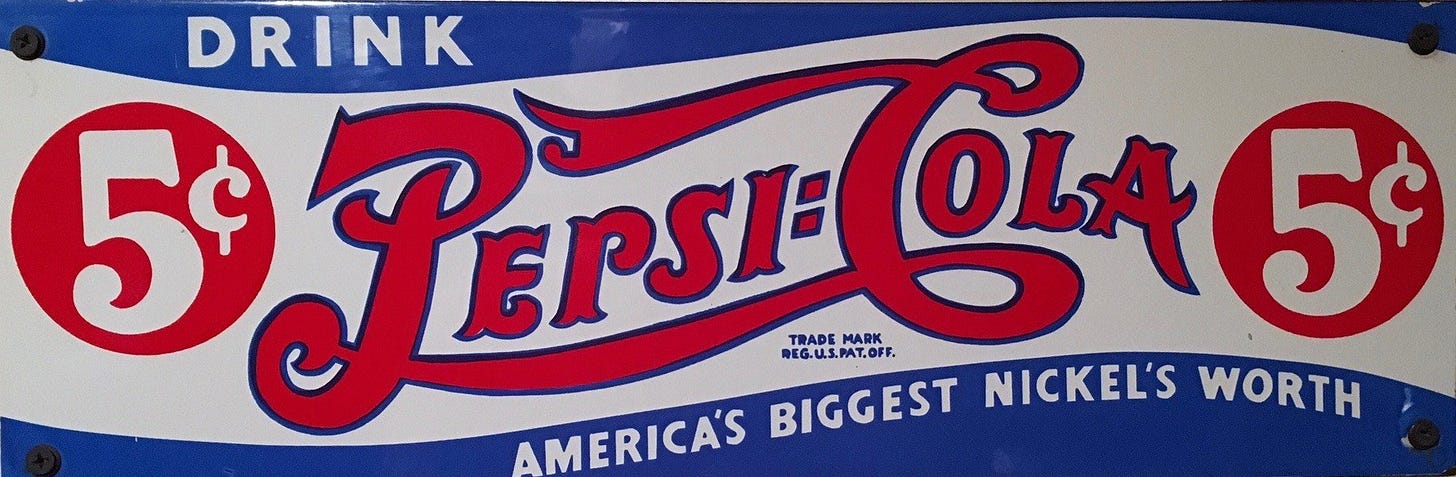 DRINK
5¢
PEPSI:COLA
5¢
TRADE MARK
REG.U.S.PAT.OFF.
AMERICA'S BIGGEST NICKEL'S WORTH